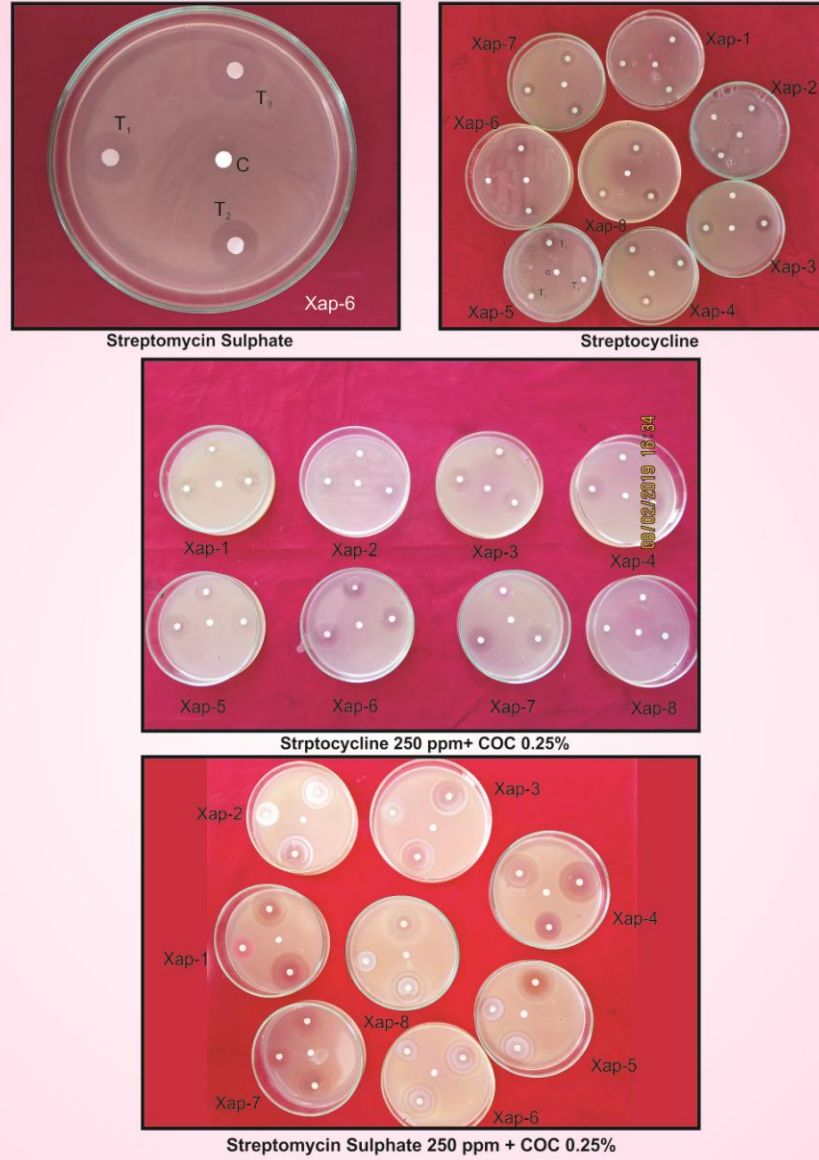 T₁
T₃
C
T₂
Xap-6
Streptomycin Sulphate
Xap-7
Xap-1
Xap-2
Xap-6
Xap-8
Xap-3
Xap-5
Xap-4
C
Streptocycline
08/02/2019 16:34
Xap-1
Xap-2
Xap-3
Xap-4
Xap-5
Xap-6
Xap-7
Xap-8
Strptocycline 250 ppm+ COC 0.25%
Xap-2
Xap-3
Xap-4
Xap-1
Xap-8
Xap-5
Xap-7
Xap-6
Streptomycin Sulphate 250 ppm + COC 0.25%